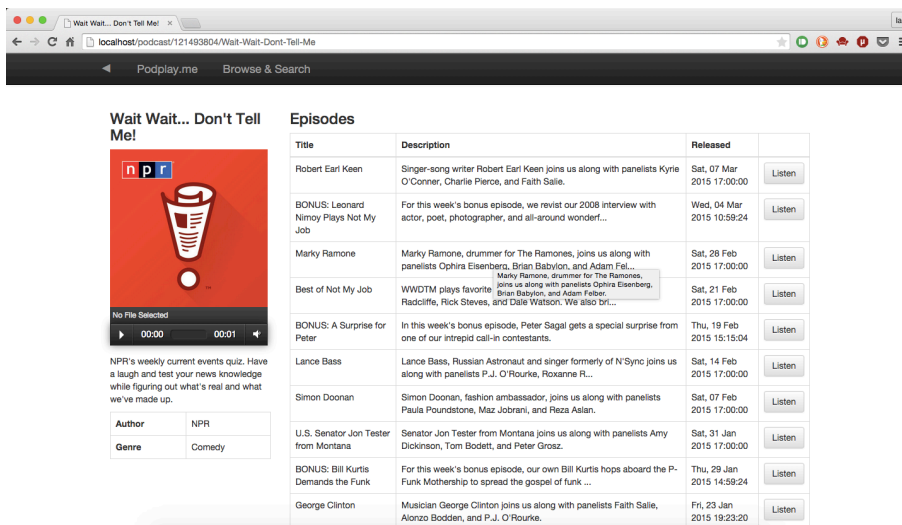 Wait Wait... Don't Tell Me!
localhost/podcast/121493804/Wait-Wait-Dont-Tell-Me
Podplay.me Browse & Search
Wait Wait... Don't Tell
Me!
npr
No File Selected
00:00 00:01
NPR's weekly current events quiz. Have
a laugh and test your news knowledge
while figuring out what's real and what
we've made up.
Author NPR
Genre Comedy
Episodes
Title Description Released
Robert Earl Keen Singer-song writer Robert Earl Keen joins us along with panelists Kyrie Sat, 07 Mar Listen
O'Conner, Charlie Pierce, and Faith Salie. 2015 17:00:00
BONUS: Leonard For this week's bonus episode, we revist our 2008 interview with Wed, 04 Mar Listen
Nimoy Plays Not My actor, poet, photographer, and all-around wonderf... 2015 10:59:24
Job
Marky Ramone Marky Ramone, drummer for The Ramones, joins us along with Sat, 28 Feb Listen
panelists Ophira Eisenberg, Brian Babylon, and Adam Fel... 2015 17:00:00
Marky Ramone, drummer for The Ramones,
joins us along with panelists Ophira Eisenberg,
Brian Babylon, and Adam Felber.
Best of Not My Job WWDTM plays favorite Sat, 21 Feb Listen
Radcliffe, Rick Steves, and Dale Watson. We also bri... 2015 17:00:00
BONUS: A Surprise for In this week's bonus episode, Peter Sagal gets a special surprise from Thu, 19 Feb Listen
Peter one of our intrepid call-in contestants. 2015 15:15:04
Lance Bass Lance Bass, Russian Astronaut and singer formerly of N'Sync joins us Sat, 14 Feb Listen
along with panelists P.J. O'Rourke, Roxanne R... 2015 17:00:00
Simon Doonan Simon Doonan, fashion ambassador, joins us along with panelists Sat, 07 Feb Listen
Paula Poundstone, Maz Jobrani, and Reza Aslan. 2015 17:00:00
U.S. Senator Jon Tester Senator Jon Tester from Montana joins us along with panelists Amy Sat, 31 Jan Listen
from Montana Dickinson, Tom Bodett, and Peter Grosz. 2015 17:00:00
BONUS: Bill Kurtis For this week's bonus episode, our own Bill Kurtis hops aboard the P- Thu, 29 Jan Listen
Demands the Funk Funk Mothership to spread the gospel of funk ... 2015 14:59:24
George Clinton Musician George Clinton joins us along with panelists Faith Salie, Fri, 23 Jan Listen
Alonzo Bodden, and P.J. O'Rourke. 2015 19:23:20